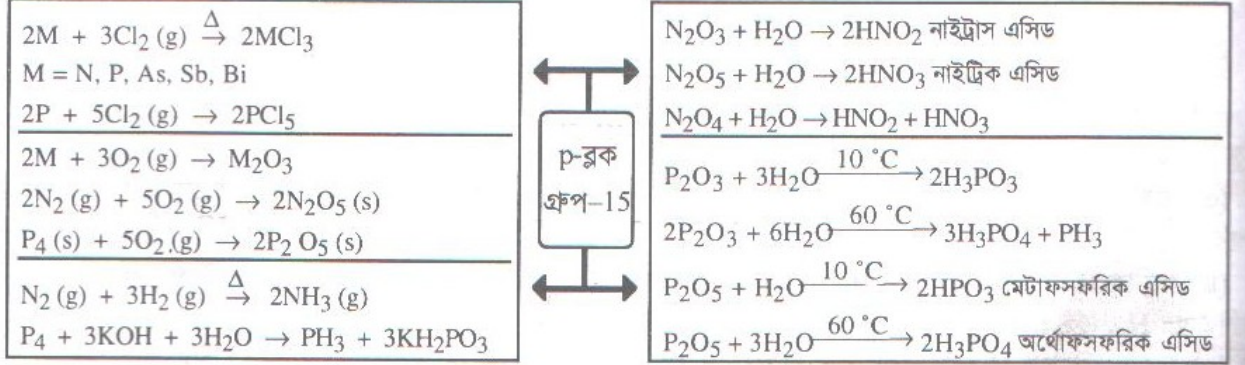 2M + 3Cl₂ (g) →^Δ 2MCl₃
M = N, P, As, Sb, Bi
2P + 5Cl₂ (g) → 2PCl₅
2M + 3O₂ (g) → M₂O₃
2N₂ (g) + 5O₂ (g) → 2N₂O₅ (s)
P₄ (s) + 5O₂ (g) → 2P₂ O₅ (s)
N₂ (g) + 3H₂ (g) →^Δ 2NH₃ (g)
P₄ + 3KOH + 3H₂O → PH₃ + 3KH₂PO₃
p-ব্লক
গ্রুপ–15
N₂O₃ + H₂O → 2HNO₂ নাইট্রাস এসিড
N₂O₅ + H₂O → 2HNO₃ নাইট্রিক এসিড
N₂O₄ + H₂O → HNO₂ + HNO₃
P₂O₃ + 3H₂O →^{10 °C} 2H₃PO₃
2P₂O₃ + 6H₂O →^{60 °C} 3H₃PO₄ + PH₃
P₂O₅ + H₂O →^{10 °C} 2HPO₃ মেটাফসফরিক এসিড
P₂O₅ + 3H₂O →^{60 °C} 2H₃PO₄ অর্থোফসফরিক এসিড